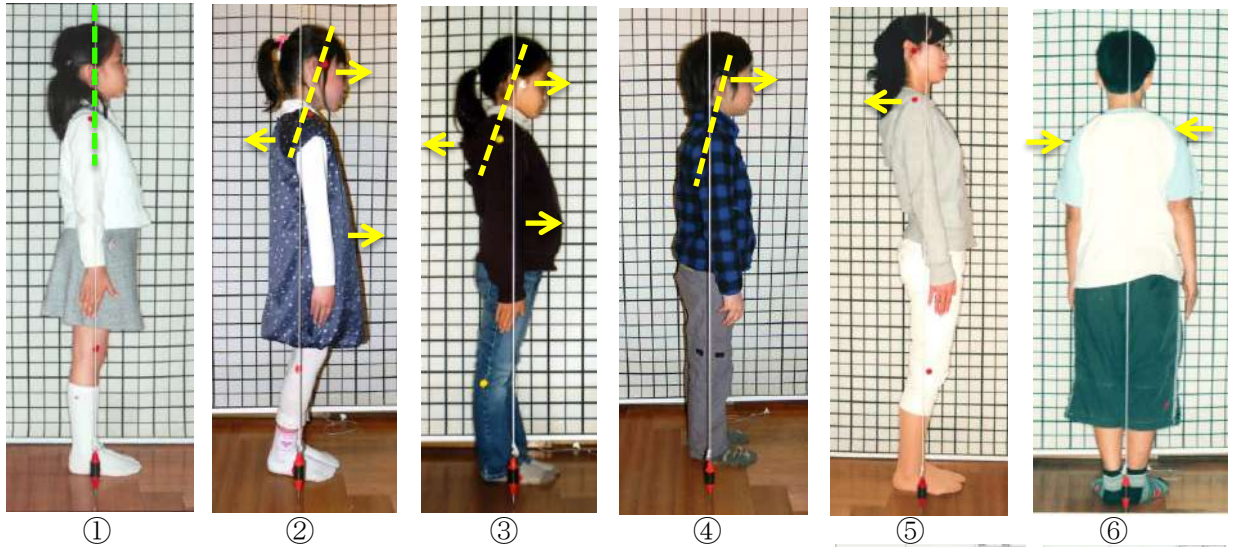 ① ② ③ ④ ⑤ ⑥